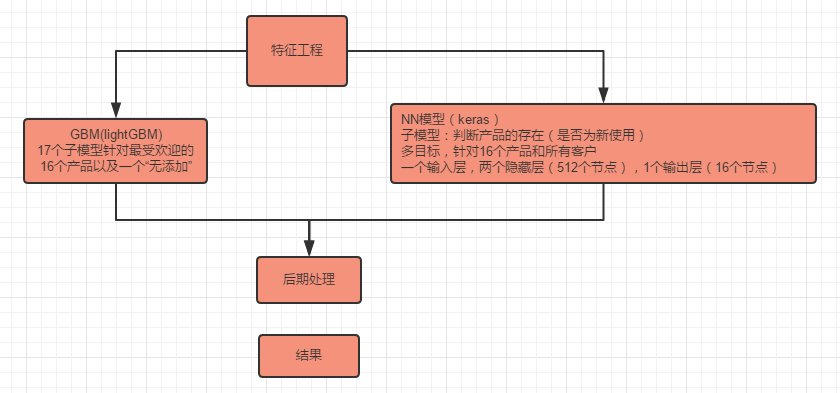 特征工程
GBM(lightGBM)
17个子模型针对最受欢迎的
16个产品以及一个“无添加”
NN模型（keras）
子模型：判断产品的存在（是否为新使用）
多目标，针对16个产品和所有客户
一个输入层，两个隐藏层（512个节点），1个输出层（16个节点）
后期处理
结果